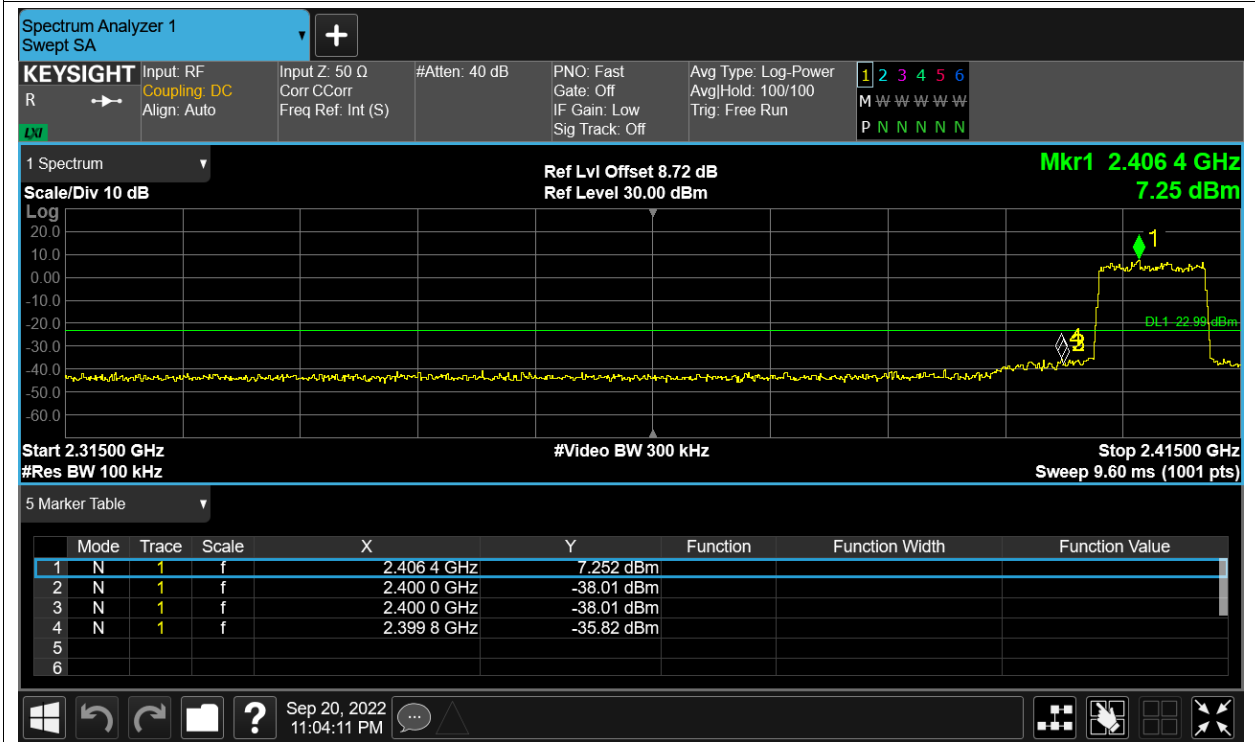 Spectrum Analyzer 1
Swept SA
KEYSIGHT
R
LXI
Input: RF
Coupling: DC
Align: Auto
Input Z: 50 Ω
Corr CCorr
Freq Ref: Int (S)
#Atten: 40 dB
PNO: Fast
Gate: Off
IF Gain: Low
Sig Track: Off
Avg Type: Log-Power
Avg|Hold: 100/100
Trig: Free Run
1 2 3 4 5 6
M W W W W W
P N N N N N
1 Spectrum
Scale/Div 10 dB
Ref Lvl Offset 8.72 dB
Ref Level 30.00 dBm
Mkr1 2.406 4 GHz
7.25 dBm
Log
20.0
10.0
0.00
-10.0
-20.0
-30.0
-40.0
-50.0
-60.0
1
DL1 -22.99 dBm
Start 2.31500 GHz
#Res BW 100 kHz
#Video BW 300 kHz
Stop 2.41500 GHz
Sweep 9.60 ms (1001 pts)
5 Marker Table
Mode Trace Scale X Y Function Function Width Function Value
1 N 1 f 2.406 4 GHz 7.252 dBm
2 N 1 f 2.400 0 GHz -38.01 dBm
3 N 1 f 2.400 0 GHz -38.01 dBm
4 N 1 f 2.399 8 GHz -35.82 dBm
5
6
?
Sep 20, 2022
11:04:11 PM